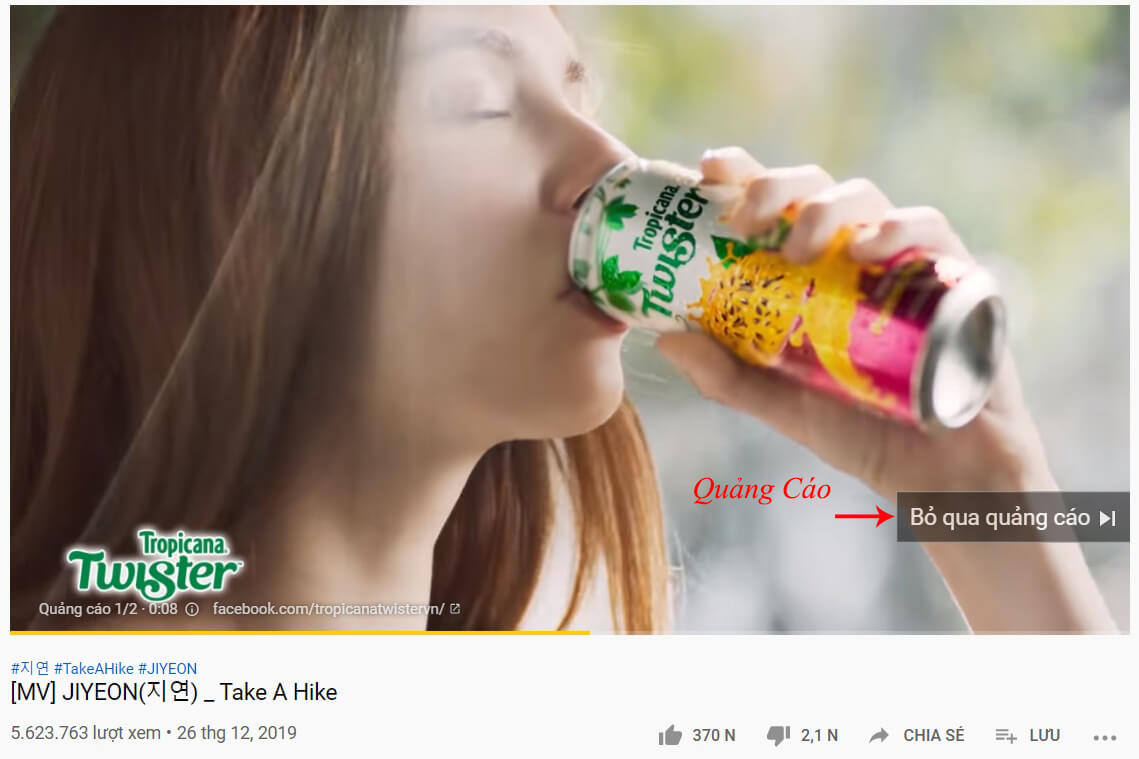 Tropicana
Twister
Quảng Cáo
Bỏ qua quảng cáo
Tropicana
Twister
Quảng cáo 1/2 · 0:08 facebook.com/tropicanatwistervn/
#지연 #TakeAHike #JIYEON
[MV] JIYEON(지연) _ Take A Hike
5.623.763 lượt xem • 26 thg 12, 2019
370 N 2,1 N CHIA SẺ LƯU